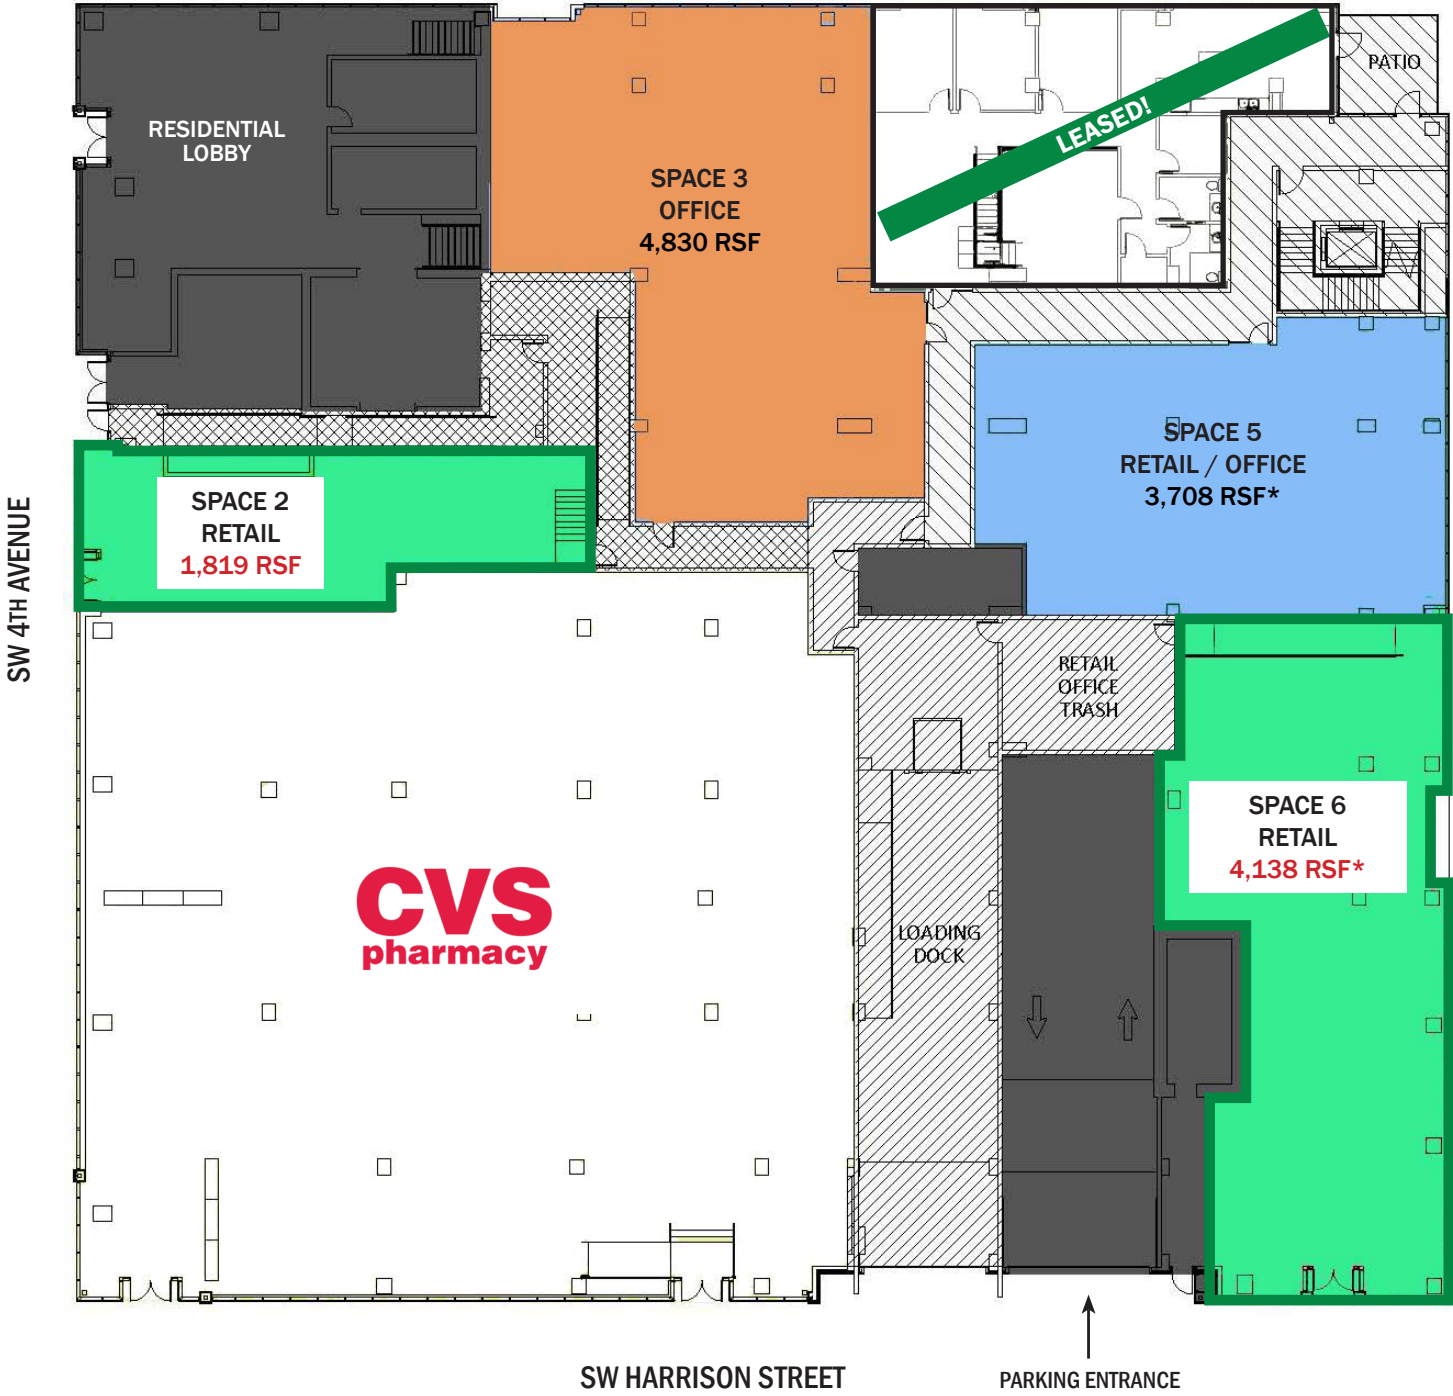 PATIO
LEASED!
RESIDENTIAL
LOBBY
SPACE 3
OFFICE
4,830 RSF
SPACE 5
RETAIL / OFFICE
3,708 RSF*
SPACE 2
RETAIL
1,819 RSF
SW 4TH AVENUE
RETAIL
OFFICE
TRASH
SPACE 6
RETAIL
4,138 RSF*
CVS
pharmacy
LOADING
DOCK
SW HARRISON STREET
PARKING ENTRANCE